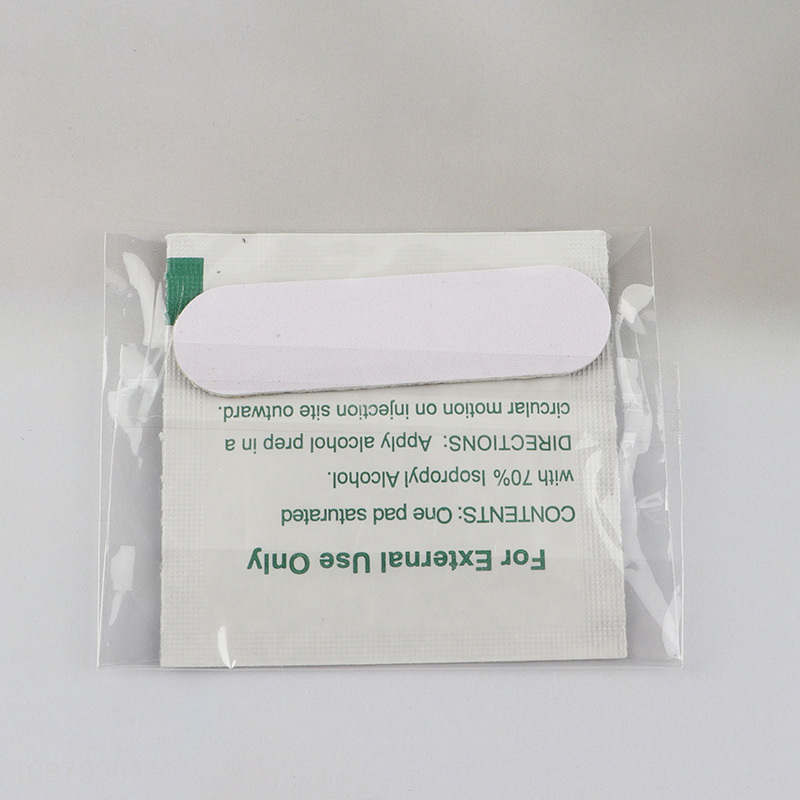 For External Use Only
CONTENTS: One pad saturated
with 70% Isopropyl Alcohol.
DIRECTIONS: Apply alcohol prep in a
circular motion on injection site outward.